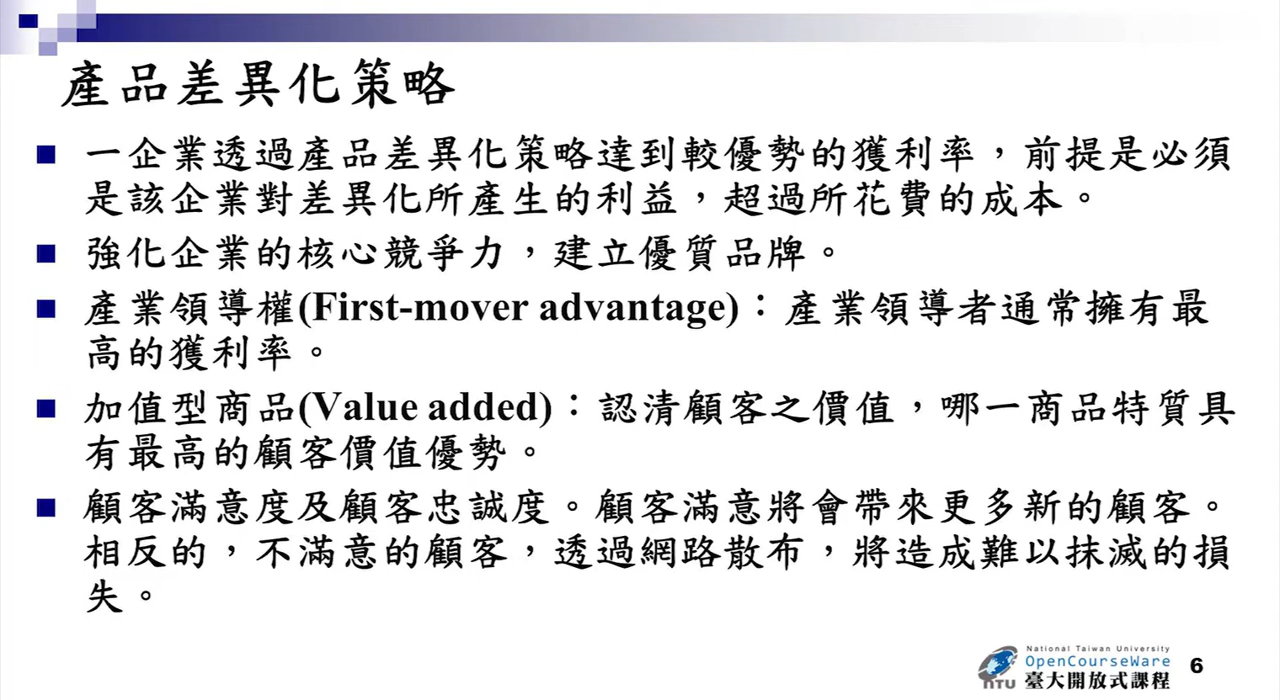 產品差異化策略
一企業透過產品差異化策略達到較優勢的獲利率，前提是必須
是該企業對差異化所產生的利益，超過所花費的成本。
強化企業的核心競爭力，建立優質品牌。
產業領導權(First-mover advantage)：產業領導者通常擁有最
高的獲利率。
加值型商品(Value added)：認清顧客之價值，哪一商品特質具
有最高的顧客價值優勢。
顧客滿意度及顧客忠誠度。顧客滿意將會帶來更多新的顧客。
相反的，不滿意的顧客，透過網路散布，將造成難以抹滅的損
失。
National Taiwan University
OpenCourseWare
NTU 臺大開放式課程
6